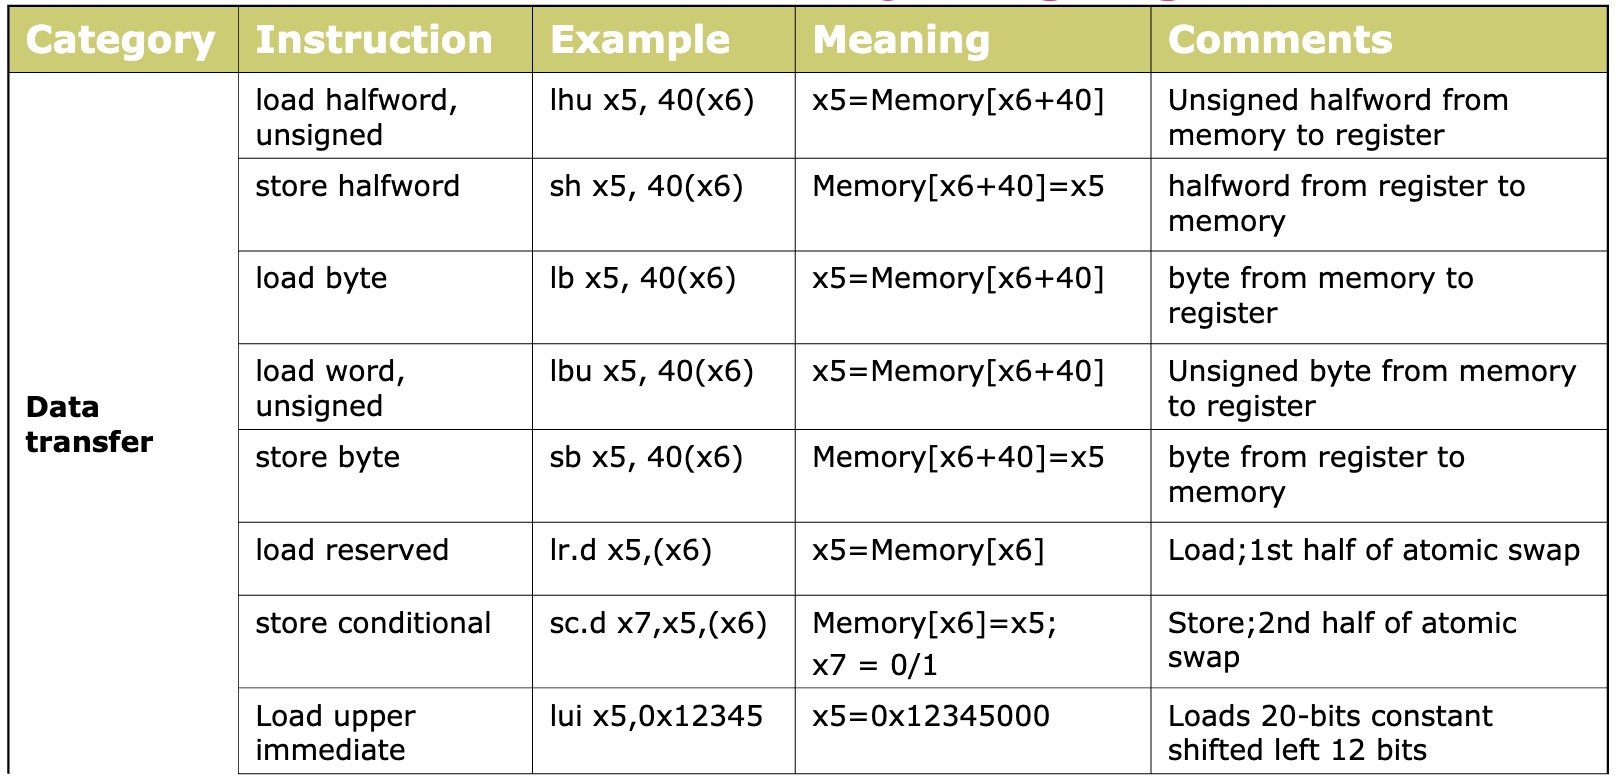 Category Instruction Example Meaning Comments
load halfword, lhu x5, 40(x6) x5=Memory[x6+40] Unsigned halfword from
unsigned memory to register
store halfword sh x5, 40(x6) Memory[x6+40]=x5 halfword from register to
memory
load byte lb x5, 40(x6) x5=Memory[x6+40] byte from memory to
register
load word, lbu x5, 40(x6) x5=Memory[x6+40] Unsigned byte from memory
unsigned to register
Data
transfer
store byte sb x5, 40(x6) Memory[x6+40]=x5 byte from register to
memory
load reserved lr.d x5,(x6) x5=Memory[x6] Load;1st half of atomic swap
store conditional sc.d x7,x5,(x6) Memory[x6]=x5; Store;2nd half of atomic
x7 = 0/1 swap
Load upper lui x5,0x12345 x5=0x12345000 Loads 20-bits constant
immediate shifted left 12 bits